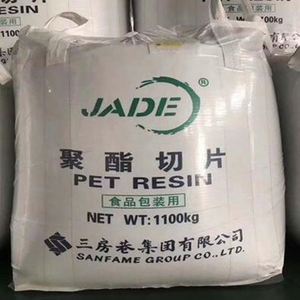 JADE®
聚酯切片
PET RESIN
食品包装用
NET WT:1100kg
三房巷集团有限公司
SANFAME GROUP CO.,LTD.